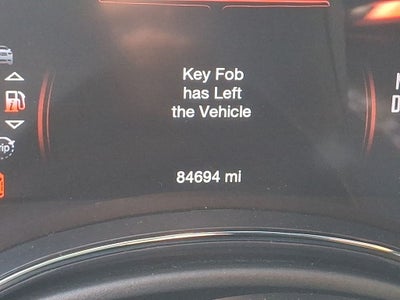 Key Fob
has Left
the Vehicle
84694 mi